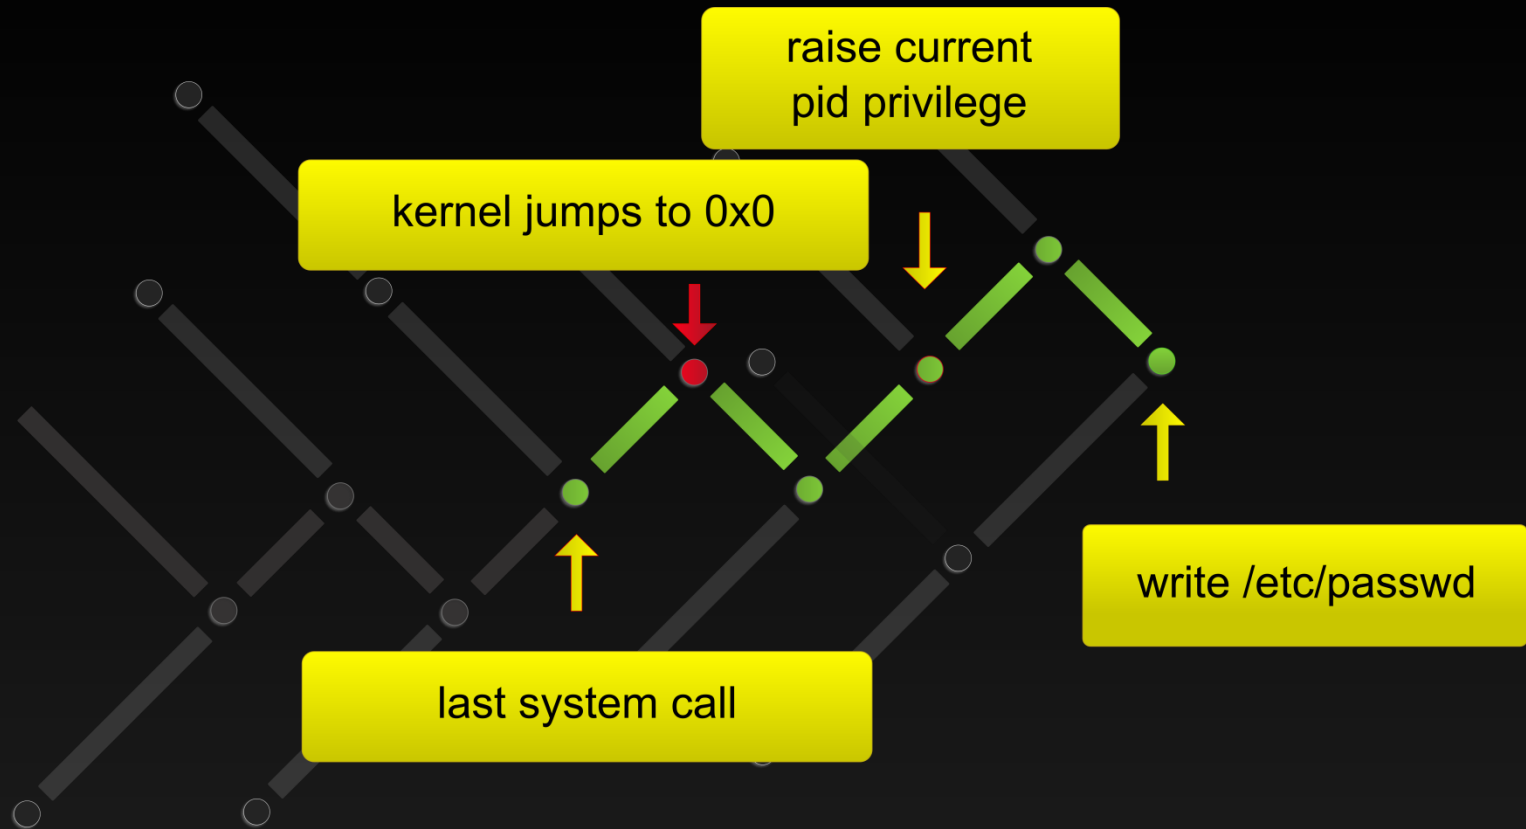 raise current
pid privilege
kernel jumps to 0x0
write /etc/passwd
last system call